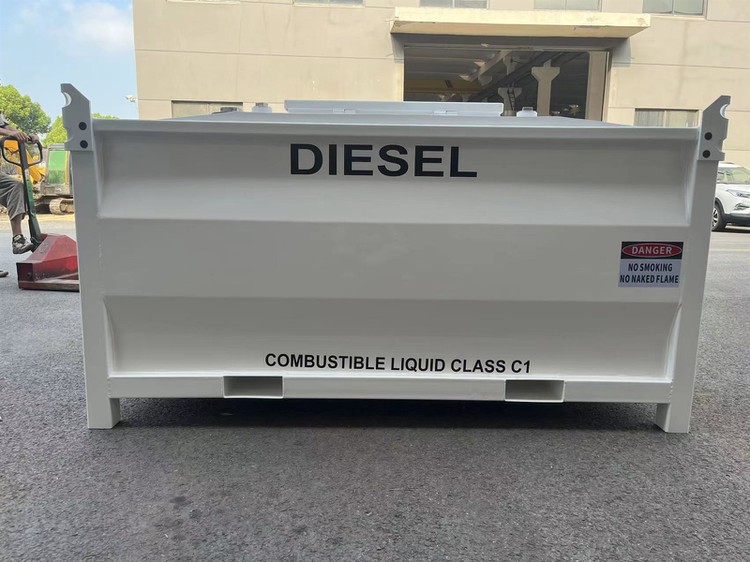 DIESEL
DANGER
NO SMOKING
NO NAKED FLAME
COMBUSTIBLE LIQUID CLASS C1